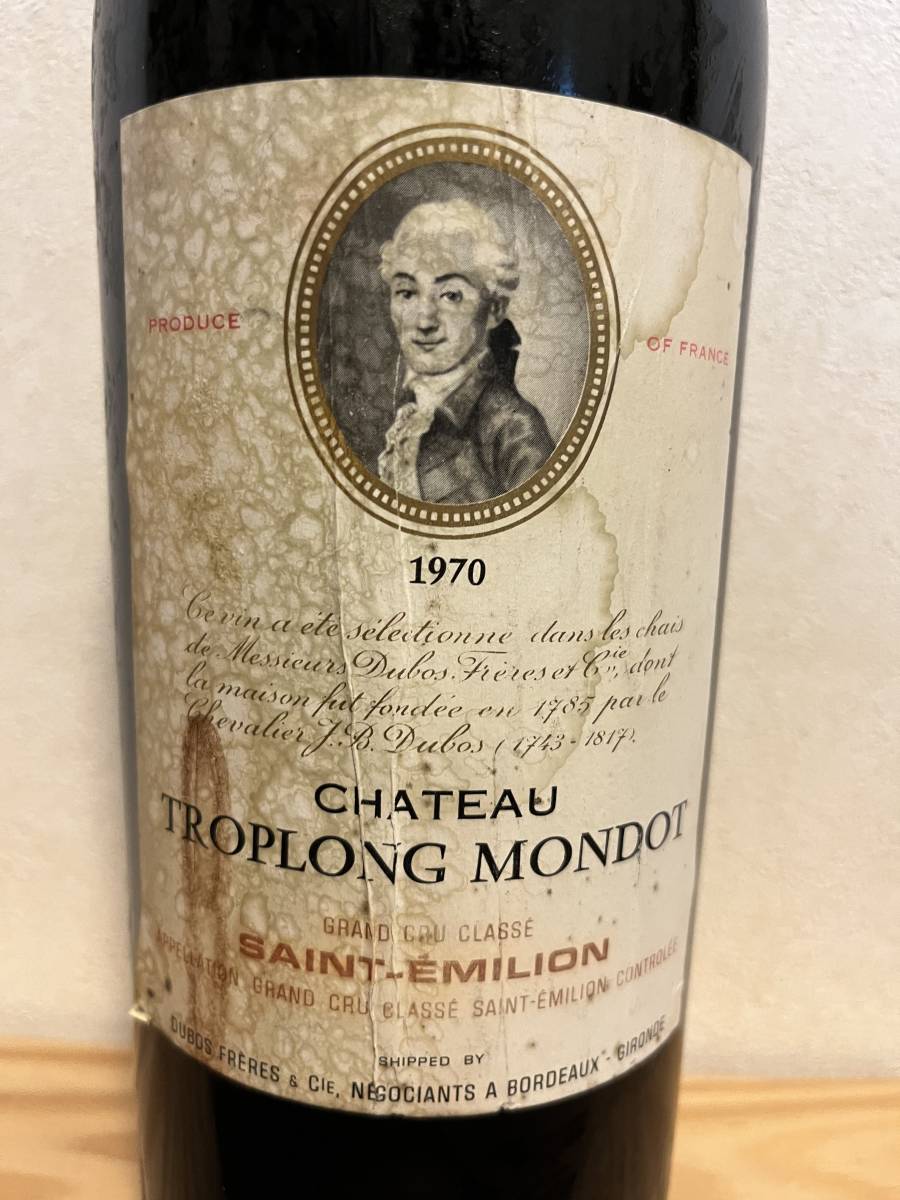 PRODUCE
OF FRANCE
1970
Ce vin a été sélectionne dans les chais
de Messieurs Dubos. Frères et Cie, dont
la maison fut fondée en 1785 par le
Chevalier J.B. Dubos (1743-1817).
CHATEAU
TROPLONG MONDOT
GRAND CRU CLASSÉ
SAINT-ÉMILION
APPELLATION GRAND CRU CLASSÉ SAINT-ÉMILION CONTROLÉE
SHIPPED BY
DUBOS FRÈRES & CIE, NÉGOCIANTS A BORDEAUX - GIRONDE